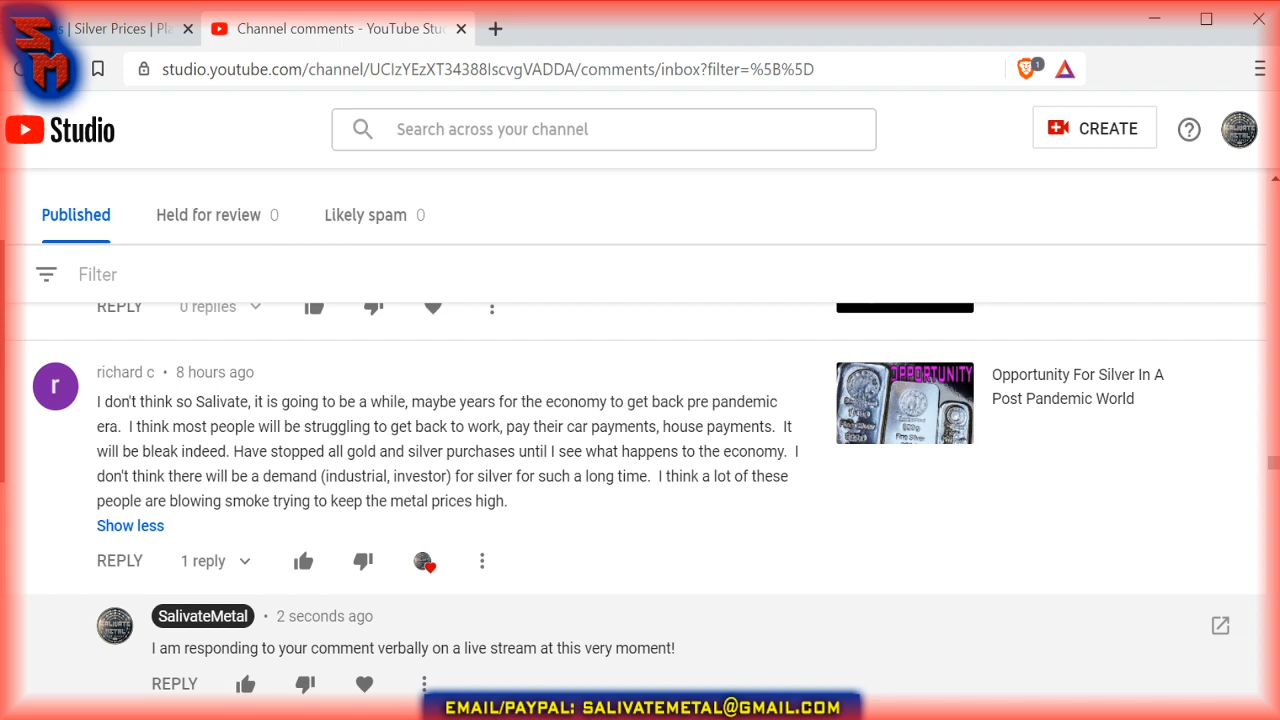 SM
| Silver Prices | Pla
Channel comments - YouTube Stu
studio.youtube.com/channel/UCIzYEzXT34388IscvgVADDA/comments/inbox?filter=%5B%5D
1
Studio
Search across your channel
CREATE
Published
Held for review 0
Likely spam 0
Filter
REPLY
0 replies
richard c • 8 hours ago
I don't think so Salivate, it is going to be a while, maybe years for the economy to get back pre pandemic
era. I think most people will be struggling to get back to work, pay their car payments, house payments. It
will be bleak indeed. Have stopped all gold and silver purchases until I see what happens to the economy. I
don't think there will be a demand (industrial, investor) for silver for such a long time. I think a lot of these
people are blowing smoke trying to keep the metal prices high.
Show less
OPPORTUNITY
Opportunity For Silver In A
Post Pandemic World
r
REPLY
1 reply
SalivateMetal • 2 seconds ago
I am responding to your comment verbally on a live stream at this very moment!
REPLY
EMAIL/PAYPAL: SALIVATEMETAL@GMAIL.COM